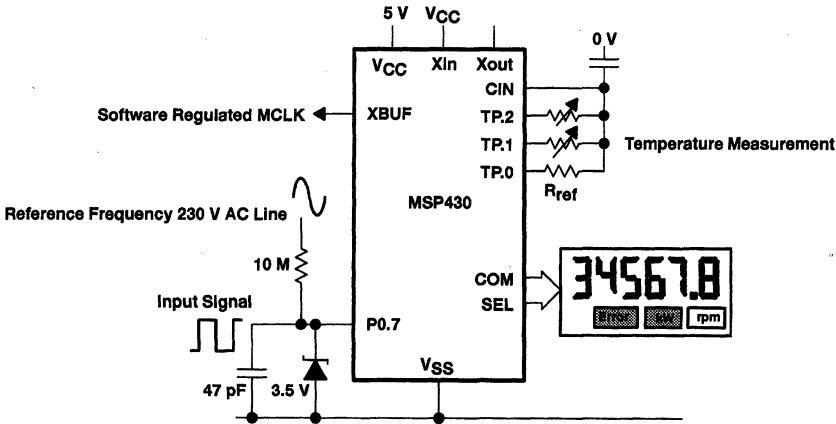 5 V VCC
0 V
VCC Xin Xout
CIN
Software Regulated MCLK XBUF TP.2
TP.1 Temperature Measurement
TP.0
Rref
MSP430
Reference Frequency 230 V AC Line
10 M
COM
34567.8
Input Signal
SEL
Error kW rpm
P0.7
VSS
47 pF 3.5 V